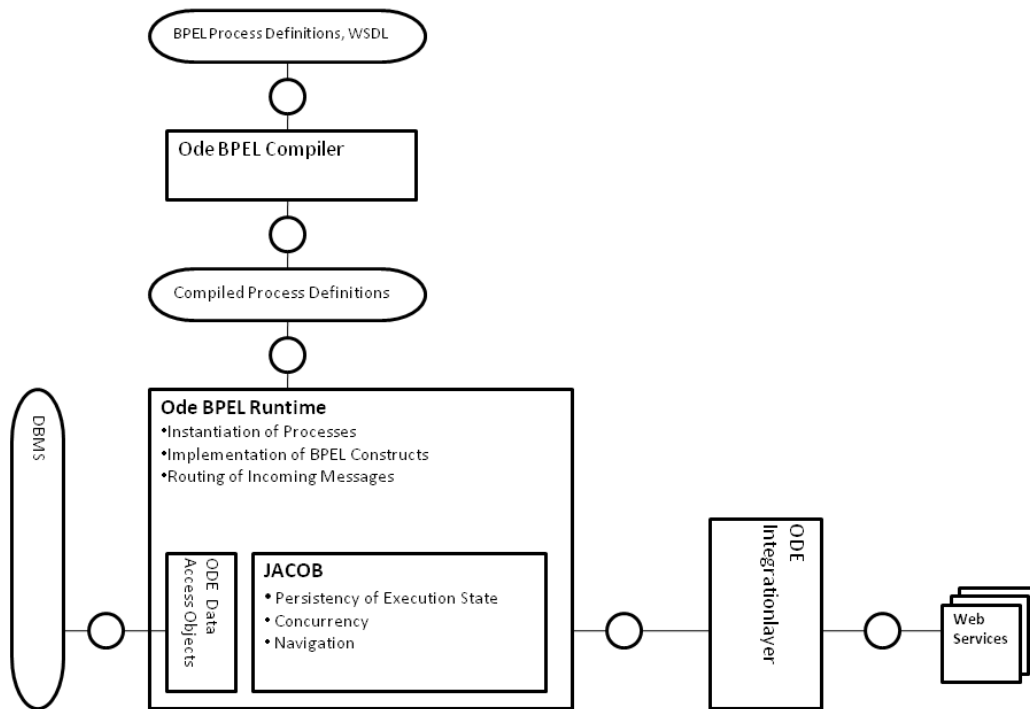 BPEL Process Definitions, WSDL
Ode BPEL Compiler
Compiled Process Definitions
DBMS
Ode BPEL Runtime
•Instantiation of Processes
•Implementation of BPEL Constructs
•Routing of Incoming Messages
ODE Data
Access Objects
JACOB
• Persistency of Execution State
• Concurrency
• Navigation
ODE
Integrationlayer
Web
Services